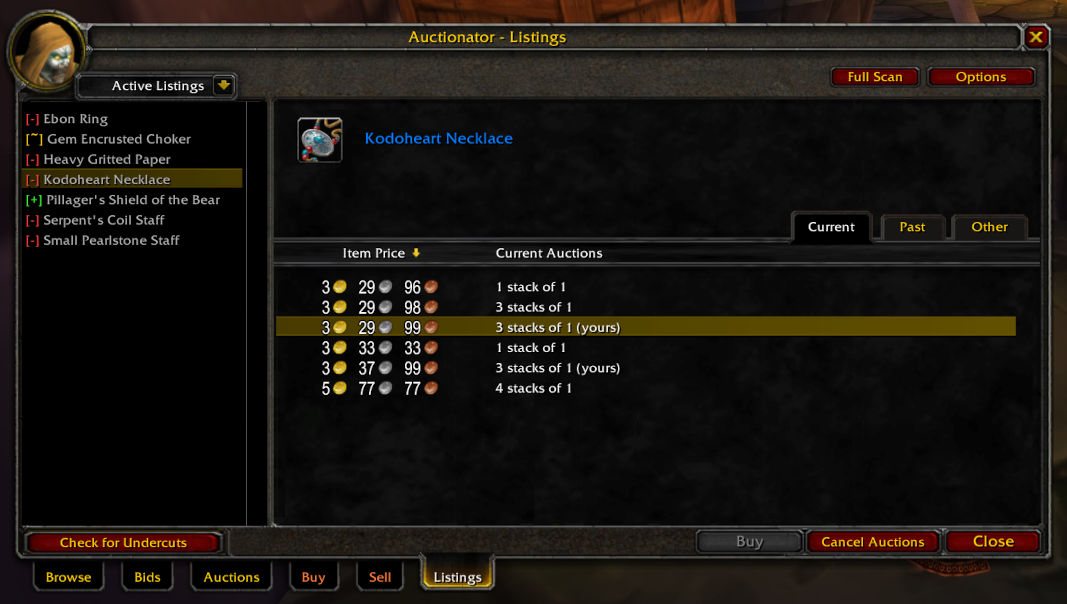 Auctionator - Listings
Full Scan
Options
Active Listings
[-] Ebon Ring
[~] Gem Encrusted Choker
[-] Heavy Gritted Paper
[-] Kodoheart Necklace
[+] Pillager's Shield of the Bear
[-] Serpent's Coil Staff
[-] Small Pearlstone Staff
Kodoheart Necklace
Current
Past
Other
Item Price
Current Auctions
3 29 96 1 stack of 1
3 29 98 3 stacks of 1
3 29 99 3 stacks of 1 (yours)
3 33 33 1 stack of 1
3 37 99 3 stacks of 1 (yours)
5 77 77 4 stacks of 1
Check for Undercuts
Buy
Cancel Auctions
Close
Browse
Bids
Auctions
Buy
Sell
Listings